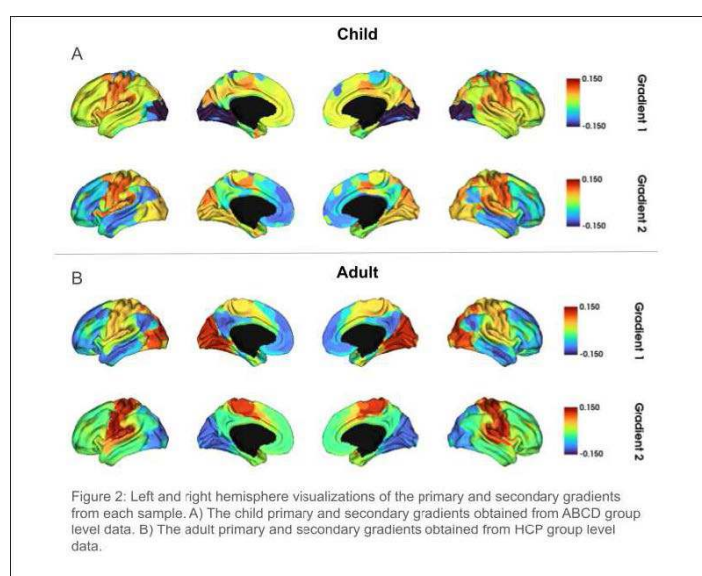 Child
A
0.150
-0.150
Gradient 1
0.150
-0.150
Gradient 2
Adult
B
0.150
-0.150
Gradient 1
0.150
-0.150
Gradient 2
Figure 2: Left and right hemisphere visualizations of the primary and secondary gradients
from each sample. A) The child primary and secondary gradients obtained from ABCD group
level data. B) The adult primary and secondary gradients obtained from HCP group level
data.